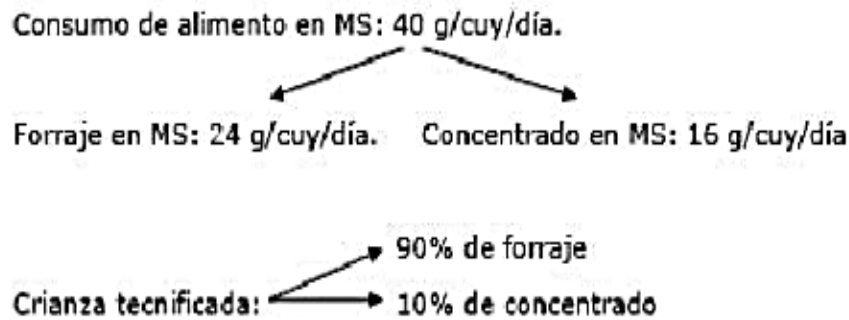 Consumo de alimento en MS: 40 g/cuy/día.
Forraje en MS: 24 g/cuy/día. Concentrado en MS: 16 g/cuy/día
90% de forraje
Crianza tecnificada: 10% de concentrado